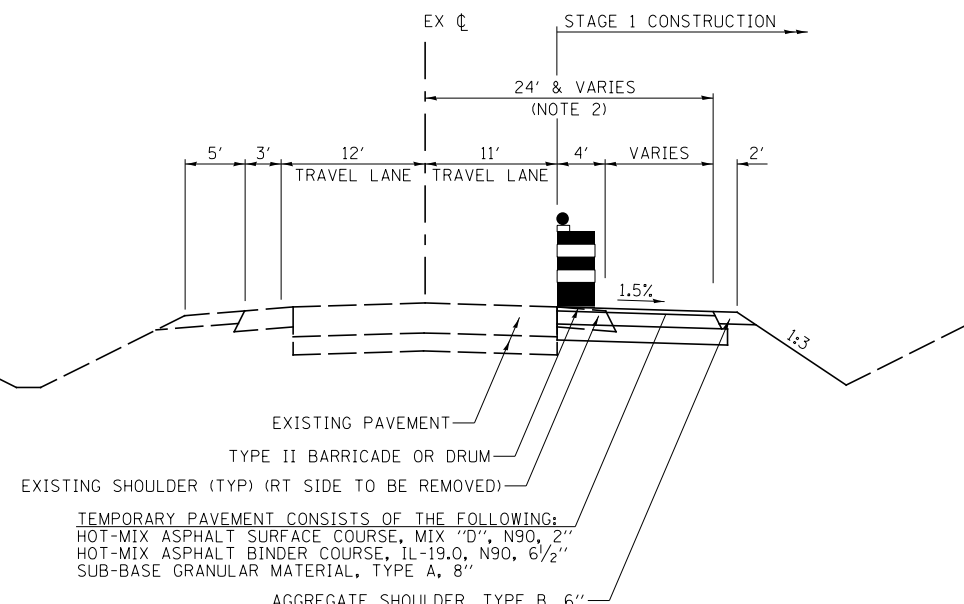 EX ℄
STAGE 1 CONSTRUCTION
24' & VARIES
(NOTE 2)
5' 3' 12' 11' 4' VARIES 2'
TRAVEL LANE TRAVEL LANE
1.5%
1:3
EXISTING PAVEMENT
TYPE II BARRICADE OR DRUM
EXISTING SHOULDER (TYP) (RT SIDE TO BE REMOVED)
TEMPORARY PAVEMENT CONSISTS OF THE FOLLOWING:
HOT-MIX ASPHALT SURFACE COURSE, MIX "D", N90, 2"
HOT-MIX ASPHALT BINDER COURSE, IL-19.0, N90, 6 1/2"
SUB-BASE GRANULAR MATERIAL, TYPE A, 8"
AGGREGATE SHOULDER, TYPE B, 6"